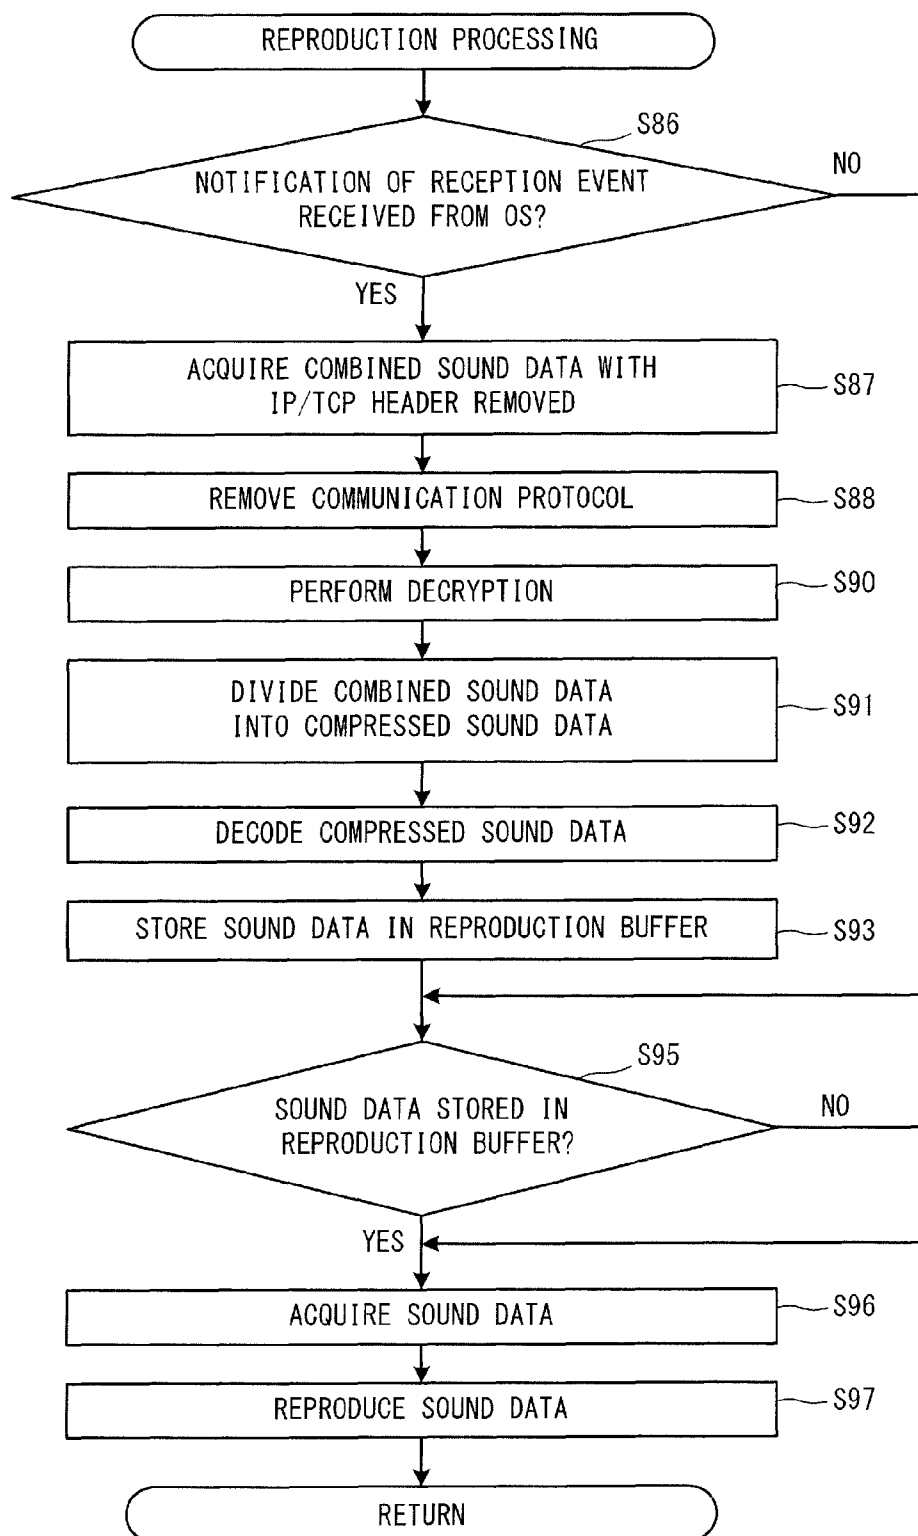 REPRODUCTION PROCESSING
S86
NO
NOTIFICATION OF RECEPTION EVENT
RECEIVED FROM OS?
YES
ACQUIRE COMBINED SOUND DATA WITH
IP/TCP HEADER REMOVED
S87
REMOVE COMMUNICATION PROTOCOL
S88
PERFORM DECRYPTION
S90
DIVIDE COMBINED SOUND DATA
INTO COMPRESSED SOUND DATA
S91
DECODE COMPRESSED SOUND DATA
S92
STORE SOUND DATA IN REPRODUCTION BUFFER
S93
S95
SOUND DATA STORED IN
REPRODUCTION BUFFER?
NO
YES
ACQUIRE SOUND DATA
S96
REPRODUCE SOUND DATA
S97
RETURN